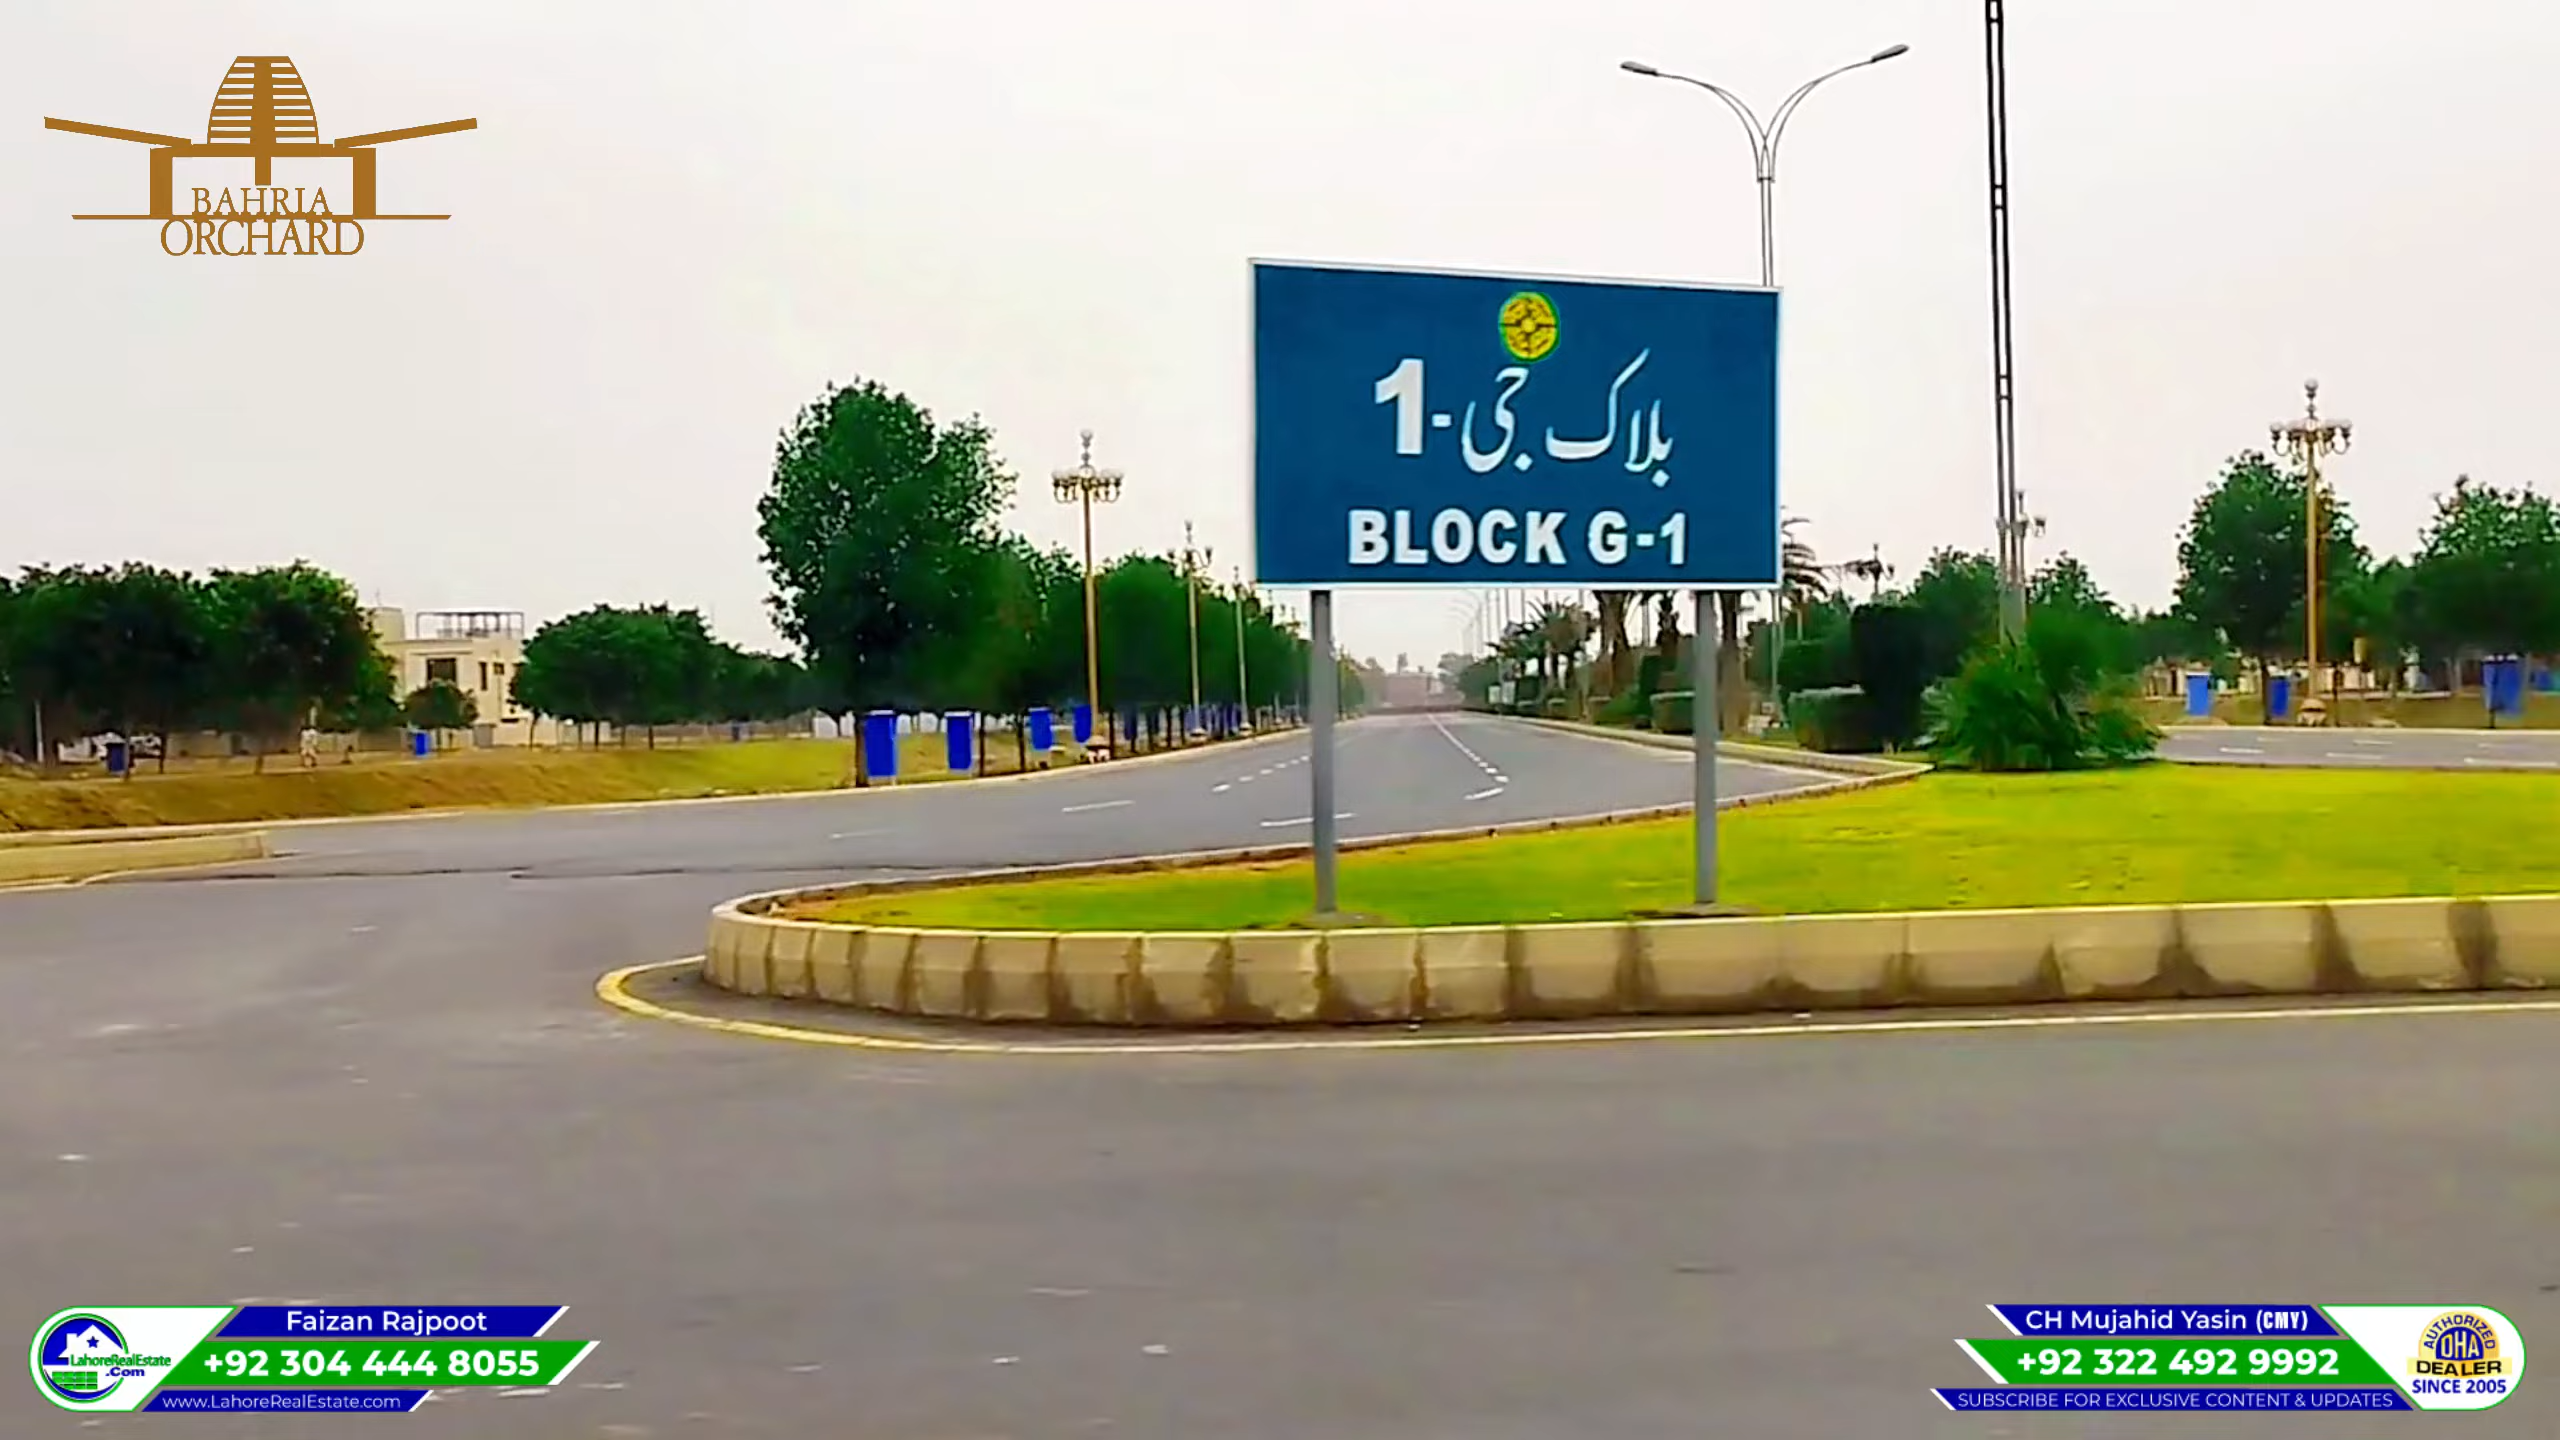 BAHRIA
ORCHARD
بلاک جی-1
BLOCK G-1
Faizan Rajpoot
LahoreRealEstate
.Com
+92 304 444 8055
www.LahoreRealEstate.com
CH Mujahid Yasin (CMY)
+92 322 492 9992
SUBSCRIBE FOR EXCLUSIVE CONTENT & UPDATES
AUTHORIZED
DHA
DEALER
SINCE 2005